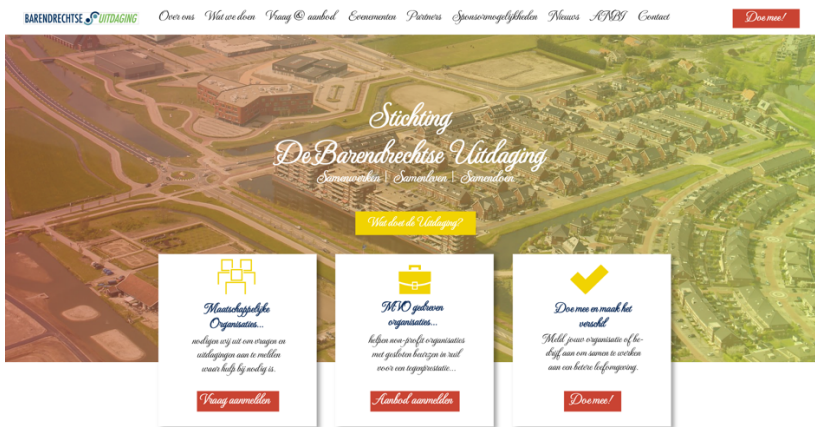 BARENDRECHTSE UITDAGING
Over ons Wat we doen Vraag @ aanbod Evenementen Partners Sponsormogelijkheden Nieuws ANBI Contact
Doe mee!
Stichting
De Barendrechtse Uitdaging
Samenwerken | Samenleven | Samendoen
Wat doet de Uitdaging?
Maatschappelijke
Organisaties...
nodigen wij uit om vragen en
uitdagingen aan te melden
waar hulp bij nodig is.
Vraag aanmelden
MVO gedreven
organisaties...
helpen non-profit organisaties
met gesloten beurzen in ruil
voor een tegenprestatie...
Aanbod aanmelden
Doe mee en maak het
verschil
Meld jouw organisatie of be-
drijf aan om samen te werken
aan een betere leefomgeving.
Doe mee!